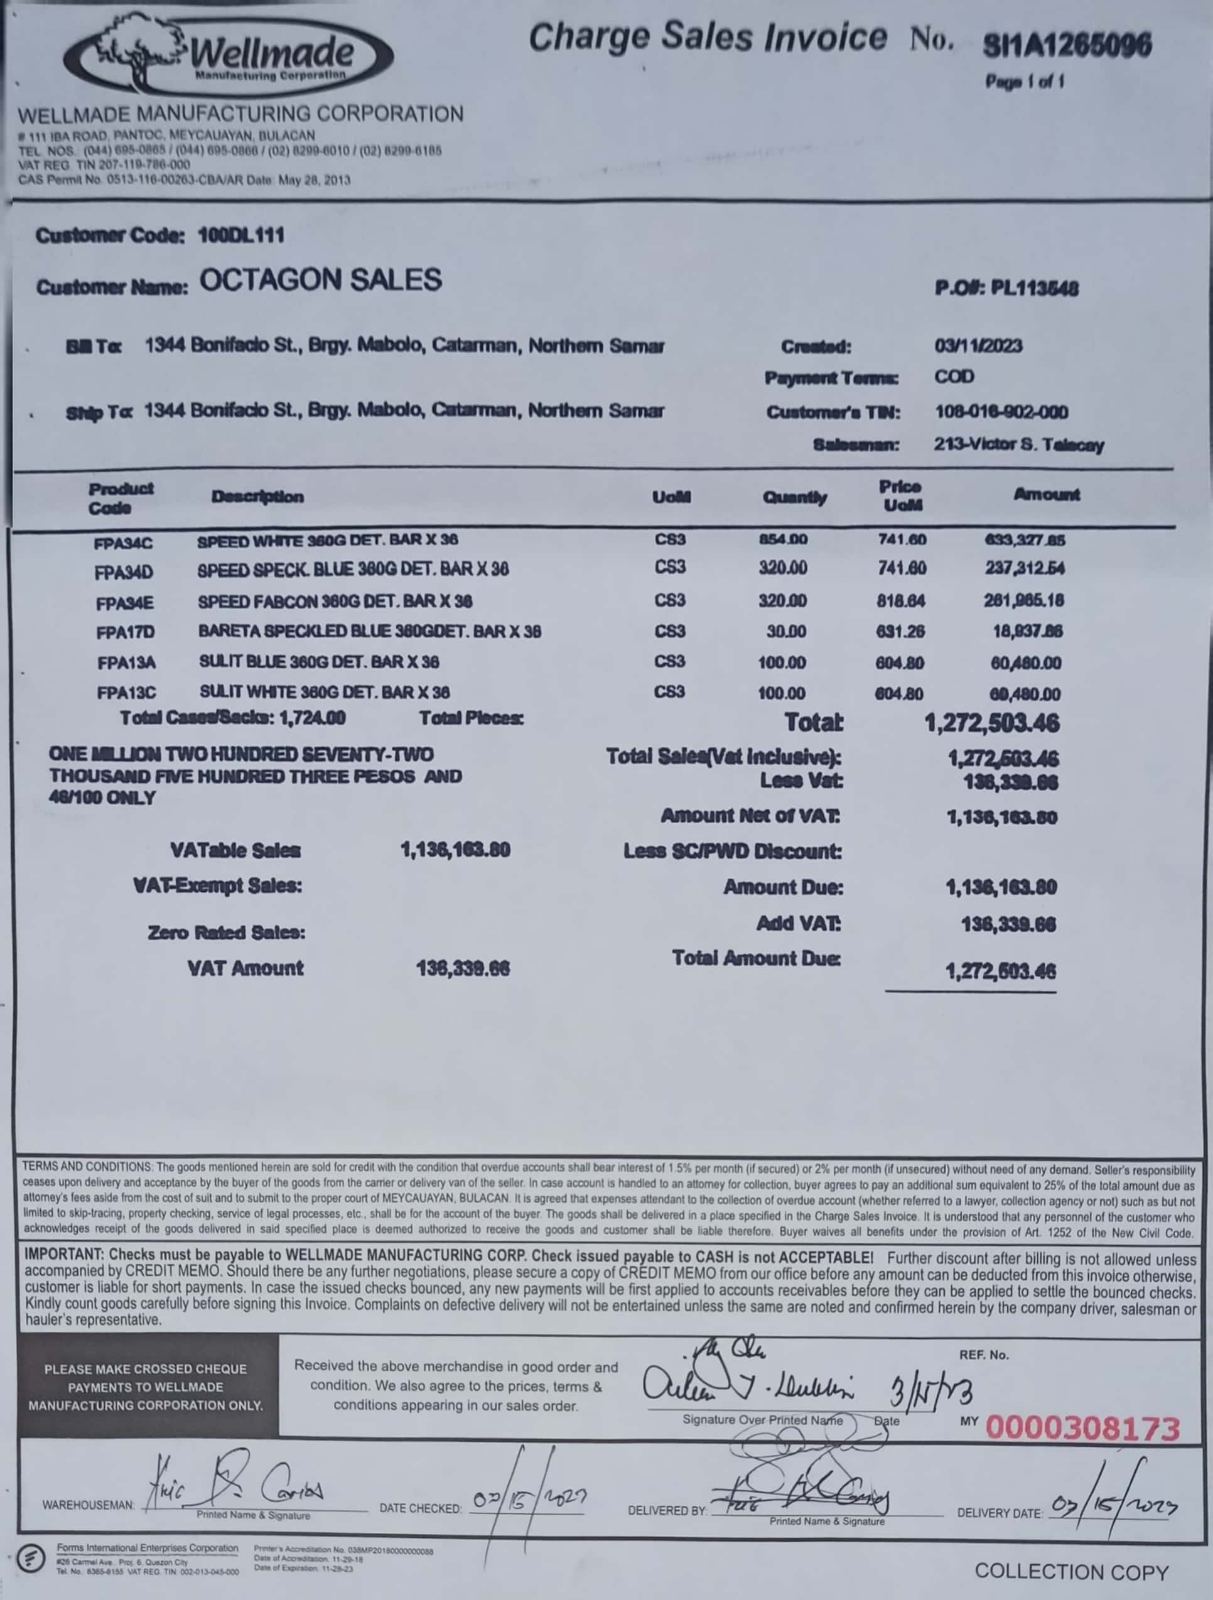 Wellmade
Manufacturing Corporation
Charge Sales Invoice No. SI1A1265096
Page 1 of 1
WELLMADE MANUFACTURING CORPORATION
# 111 IBA ROAD, PANTOC, MEYCAUAYAN, BULACAN
TEL. NOS. (044) 695-0865 / (044) 695-0866 / (02) 8299-6010 / (02) 8299-6185
VAT REG. TIN 207-119-786-000
CAS Permit No. 0513-116-00263-CBA/AR Date: May 28, 2013
Customer Code: 100DL111
Customer Name: OCTAGON SALES
P.O#: PL113548
Bill To: 1344 Bonifacio St., Brgy. Mabolo, Catarman, Northern Samar
Created: 03/11/2023
Payment Terms: COD
Ship To: 1344 Bonifacio St., Brgy. Mabolo, Catarman, Northern Samar
Customer's TIN: 108-016-902-000
Salesman: 213-Victor S. Talacay
Product Code Description UoM Quantity Price UoM Amount
FPA34C SPEED WHITE 360G DET. BAR X 36 CS3 854.00 741.60 633,327.85
FPA34D SPEED SPECK. BLUE 360G DET. BAR X 36 CS3 320.00 741.60 237,312.54
FPA34E SPEED FABCON 360G DET. BAR X 36 CS3 320.00 818.64 261,965.18
FPA17D BARETA SPECKLED BLUE 360GDET. BAR X 36 CS3 30.00 631.26 18,937.86
FPA13A SULIT BLUE 360G DET. BAR X 36 CS3 100.00 604.80 60,480.00
FPA13C SULIT WHITE 360G DET. BAR X 36 CS3 100.00 604.80 60,480.00
Total Cases/Sacks: 1,724.00 Total Pieces: Total: 1,272,503.46
ONE MILLION TWO HUNDRED SEVENTY-TWO
THOUSAND FIVE HUNDRED THREE PESOS AND
46/100 ONLY
Total Sales(Vat Inclusive): 1,272,503.46
Less Vat: 136,339.66
Amount Net of VAT: 1,136,163.80
VATable Sales 1,136,163.80 Less SC/PWD Discount:
VAT-Exempt Sales: Amount Due: 1,136,163.80
Zero Rated Sales: Add VAT: 136,339.66
VAT Amount 136,339.66 Total Amount Due: 1,272,503.46
TERMS AND CONDITIONS: The goods mentioned herein are sold for credit with the condition that overdue accounts shall bear interest of 1.5% per month (if secured) or 2% per month (if unsecured) without need of any demand. Seller's responsibility
ceases upon delivery and acceptance by the buyer of the goods from the carrier or delivery van of the seller. In case account is handled to an attorney for collection, buyer agrees to pay an additional sum equivalent to 25% of the total amount due as
attorney's fees aside from the cost of suit and to submit to the proper court of MEYCAUAYAN, BULACAN. It is agreed that expenses attendant to the collection of overdue account (whether referred to a lawyer, collection agency or not) such as but not
limited to skip-tracing, property checking, service of legal processes, etc., shall be for the account of the buyer. The goods shall be delivered in a place specified in the Charge Sales Invoice. It is understood that any personnel of the customer who
acknowledges receipt of the goods delivered in said specified place is deemed authorized to receive the goods and customer shall be liable therefore. Buyer waives all benefits under the provision of Art. 1252 of the New Civil Code.
IMPORTANT: Checks must be payable to WELLMADE MANUFACTURING CORP. Check issued payable to CASH is not ACCEPTABLE! Further discount after billing is not allowed unless
accompanied by CREDIT MEMO. Should there be any further negotiations, please secure a copy of CREDIT MEMO from our office before any amount can be deducted from this invoice otherwise,
customer is liable for short payments. In case the issued checks bounced, any new payments will be first applied to accounts receivables before they can be applied to settle the bounced checks.
Kindly count goods carefully before signing this Invoice. Complaints on defective delivery will not be entertained unless the same are noted and confirmed herein by the company driver, salesman or
hauler's representative.
PLEASE MAKE CROSSED CHEQUE
PAYMENTS TO WELLMADE
MANUFACTURING CORPORATION ONLY.
Received the above merchandise in good order and
condition. We also agree to the prices, terms &
conditions appearing in our sales order.
3/15/23
Signature Over Printed Name Date
REF. No.
MY 0000308173
WAREHOUSEMAN: Carlos
Printed Name & Signature
DATE CHECKED: 03/15/2023
DELIVERED BY:
Printed Name & Signature
DELIVERY DATE: 03/15/2023
Forms International Enterprises Corporation
#26 Carmel Ave. Proj. 6, Quezon City
Tel. No. 8365-8155 VAT REG. TIN 002-013-045-000
Printer's Accreditation No. 038MP20180000000088
Date of Accreditation. 11-29-18
Date of Expiration. 11-28-23
COLLECTION COPY